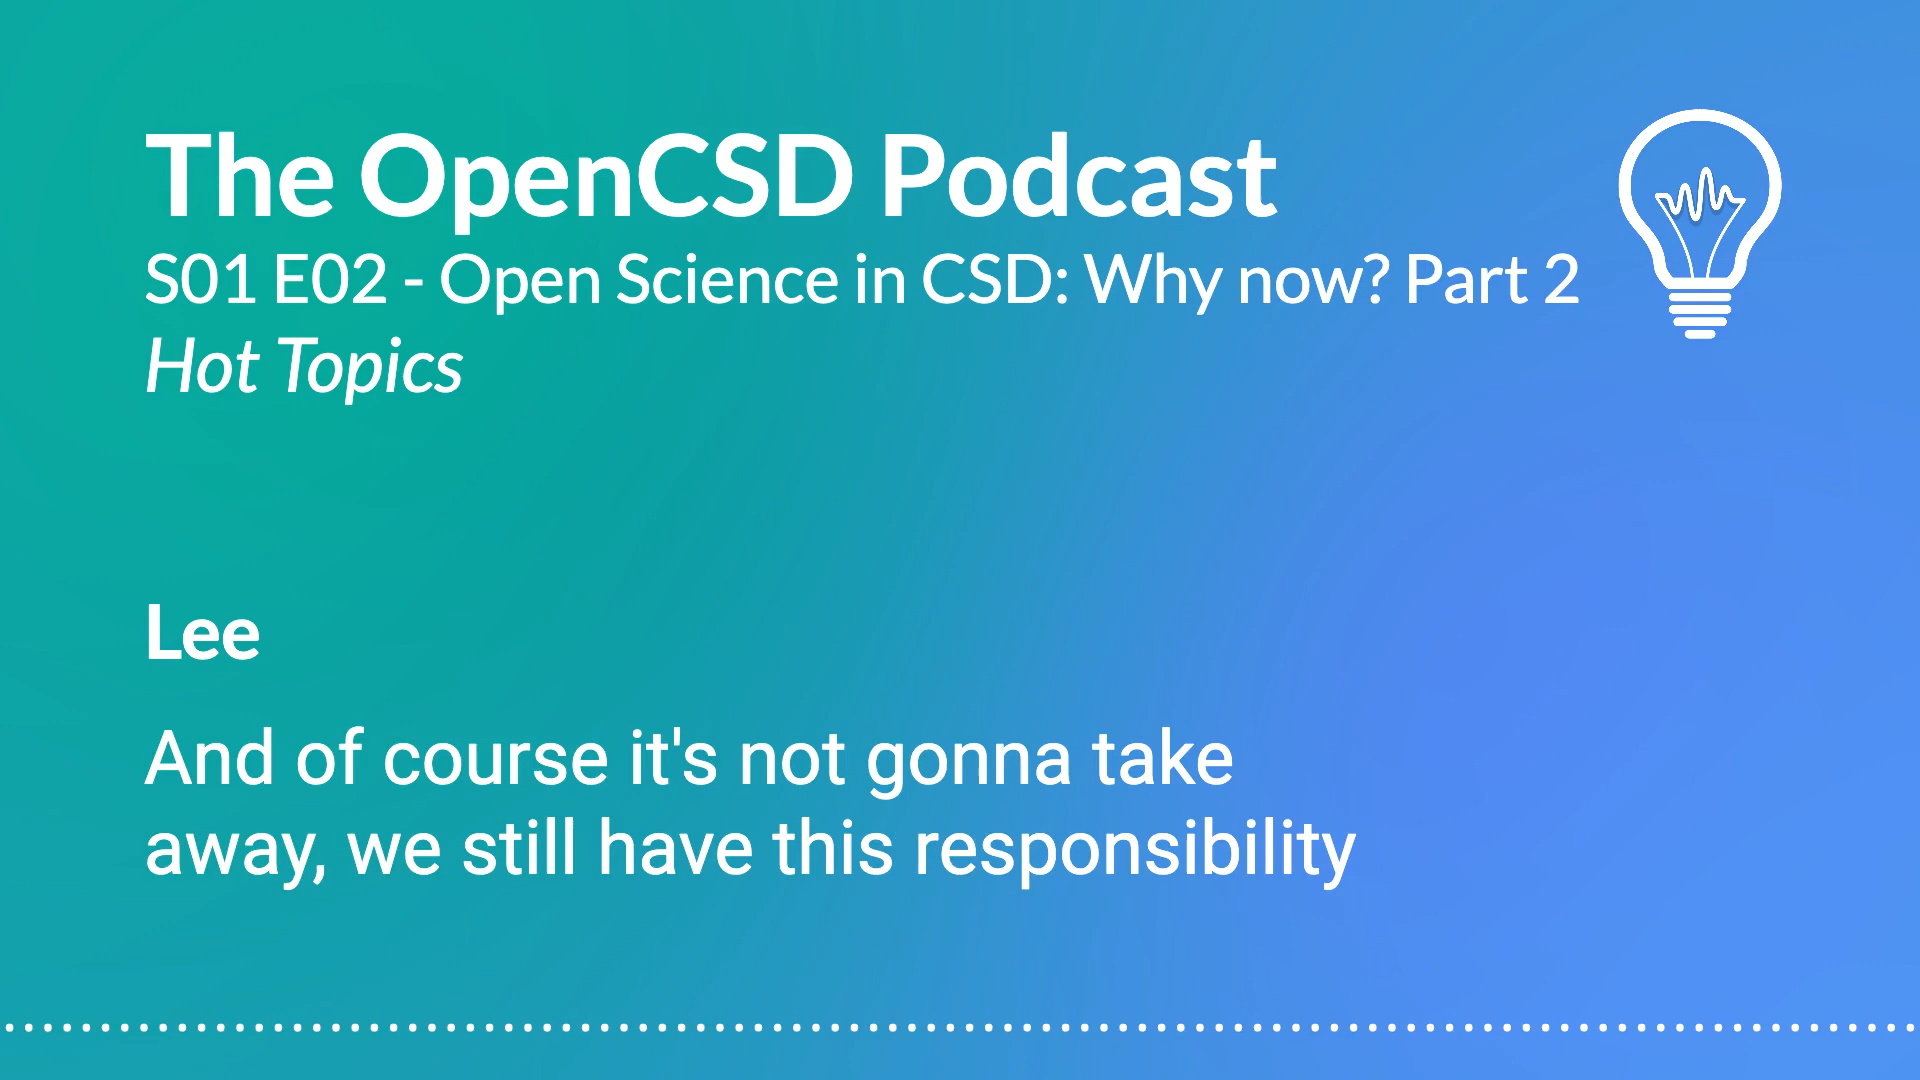 The OpenCSD Podcast
S01 E02 - Open Science in CSD: Why now? Part 2
Hot Topics
Lee
And of course it's not gonna take
away, we still have this responsibility